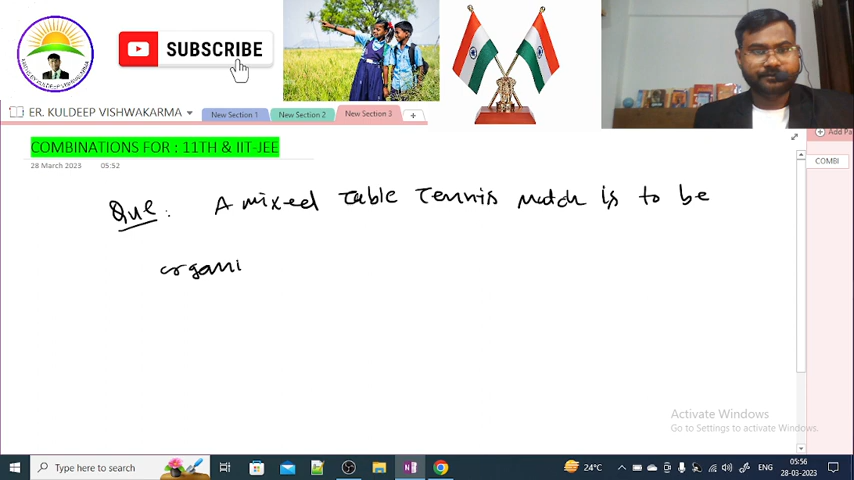 SUBSCRIBE
ER. KULDEEP VISHWAKARMA
New Section 1
New Section 2
New Section 3
+
Add Pa
COMBINATIONS FOR : 11TH & IIT-JEE
COMBI
28 March 2023 05:52
Que: A mixed Table Tennis match is to be
organi
Activate Windows
Go to Settings to activate Windows.
Type here to search
24°C
ENG
05:56
28-03-2023